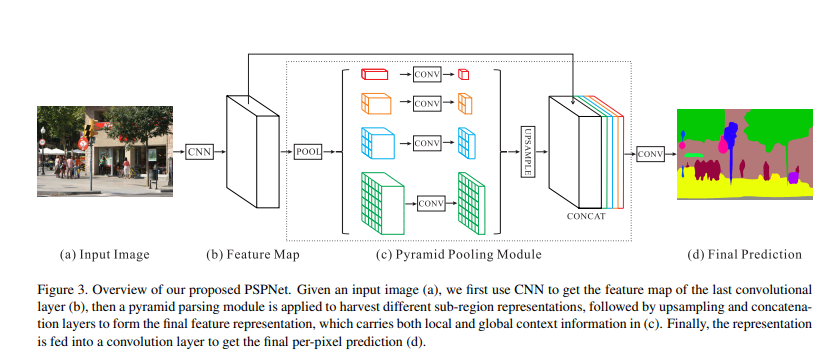 CONV
CONV
CNN
POOL
CONV
UPSAMPLE
CONV
CONV
CONCAT
(a) Input Image
(b) Feature Map
(c) Pyramid Pooling Module
(d) Final Prediction
Figure 3. Overview of our proposed PSPNet. Given an input image (a), we first use CNN to get the feature map of the last convolutional
layer (b), then a pyramid parsing module is applied to harvest different sub-region representations, followed by upsampling and concatena-
tion layers to form the final feature representation, which carries both local and global context information in (c). Finally, the representation
is fed into a convolution layer to get the final per-pixel prediction (d).